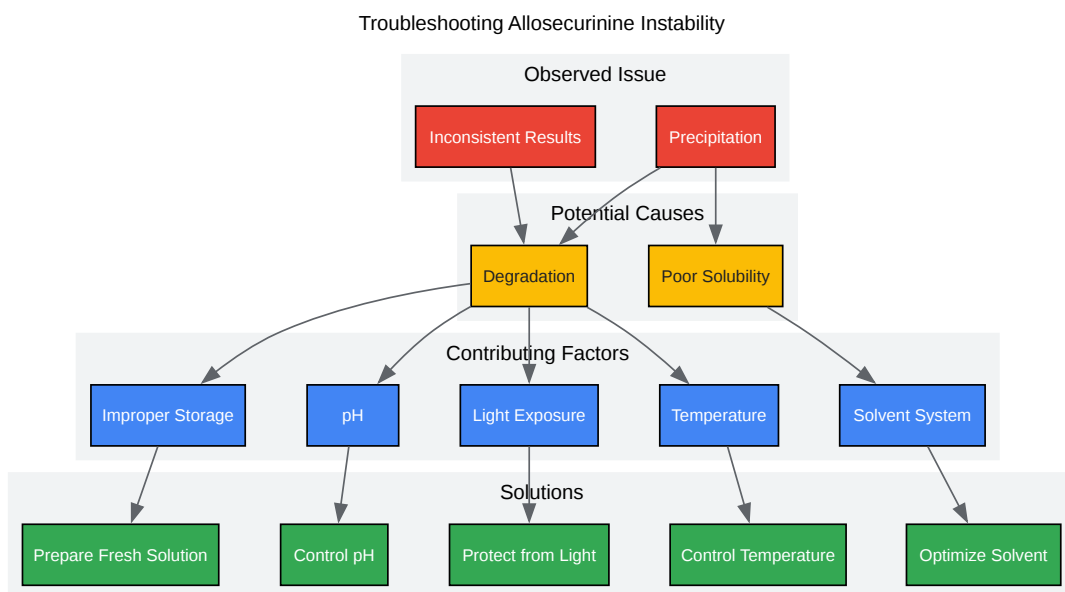 Troubleshooting Allosecurinine Instability
Observed Issue
Inconsistent Results
Precipitation
Potential Causes
Degradation
Poor Solubility
Contributing Factors
Improper Storage
pH
Light Exposure
Temperature
Solvent System
Solutions
Prepare Fresh Solution
Control pH
Protect from Light
Control Temperature
Optimize Solvent